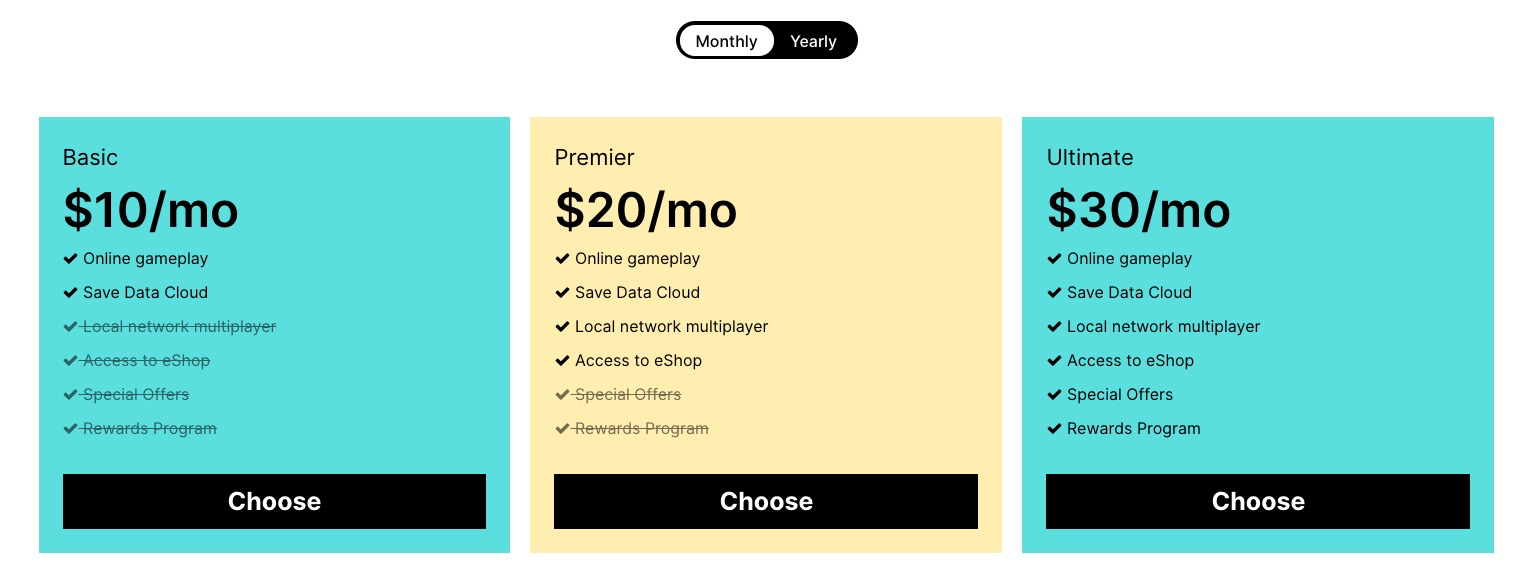 Monthly Yearly
Basic
$10/mo
Online gameplay
Save Data Cloud
Local network multiplayer
Access to eShop
Special Offers
Rewards Program
Choose
Premier
$20/mo
Online gameplay
Save Data Cloud
Local network multiplayer
Access to eShop
Special Offers
Rewards Program
Choose
Ultimate
$30/mo
Online gameplay
Save Data Cloud
Local network multiplayer
Access to eShop
Special Offers
Rewards Program
Choose